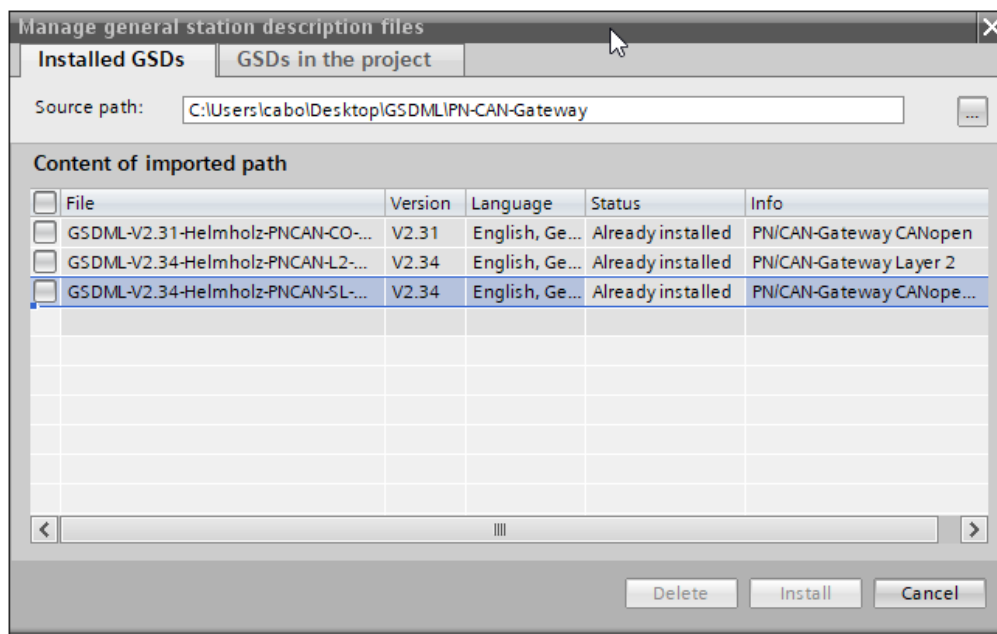 Manage general station description files
Installed GSDs GSDs in the project
Source path: C:\Users\cabo\Desktop\GSDML\PN-CAN-Gateway ...
Content of imported path
File Version Language Status Info
GSDML-V2.31-Helmholz-PNCAN-CO-... V2.31 English, Ge... Already installed PN/CAN-Gateway CANopen
GSDML-V2.34-Helmholz-PNCAN-L2-... V2.34 English, Ge... Already installed PN/CAN-Gateway Layer 2
GSDML-V2.34-Helmholz-PNCAN-SL-... V2.34 English, Ge... Already installed PN/CAN-Gateway CANope...
Delete Install Cancel